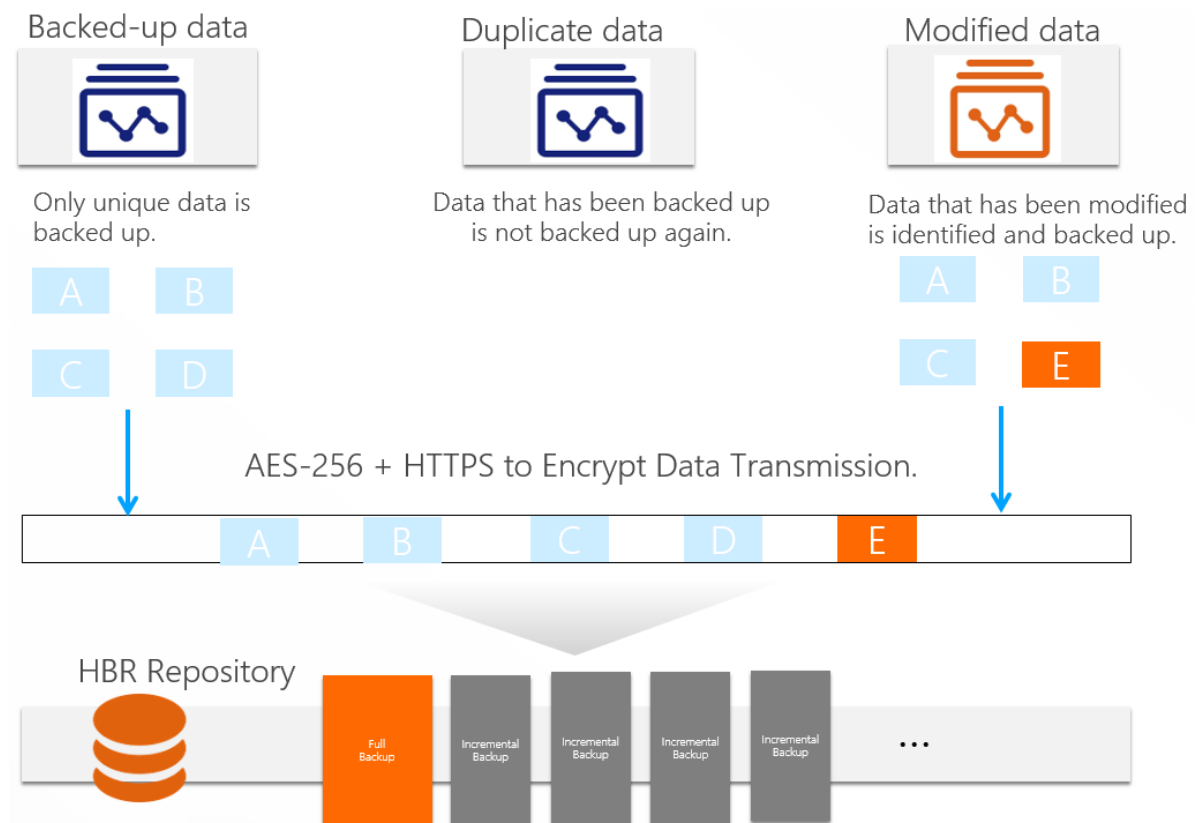 Backed-up data
Duplicate data
Modified data
Only unique data is
backed up.
Data that has been backed up
is not backed up again.
Data that has been modified
is identified and backed up.
A
B
C
D
A
B
C
E
AES-256 + HTTPS to Encrypt Data Transmission.
A
B
C
D
E
HBR Repository
Full
Backup
Incremental
Backup
Incremental
Backup
Incremental
Backup
Incremental
Backup
...